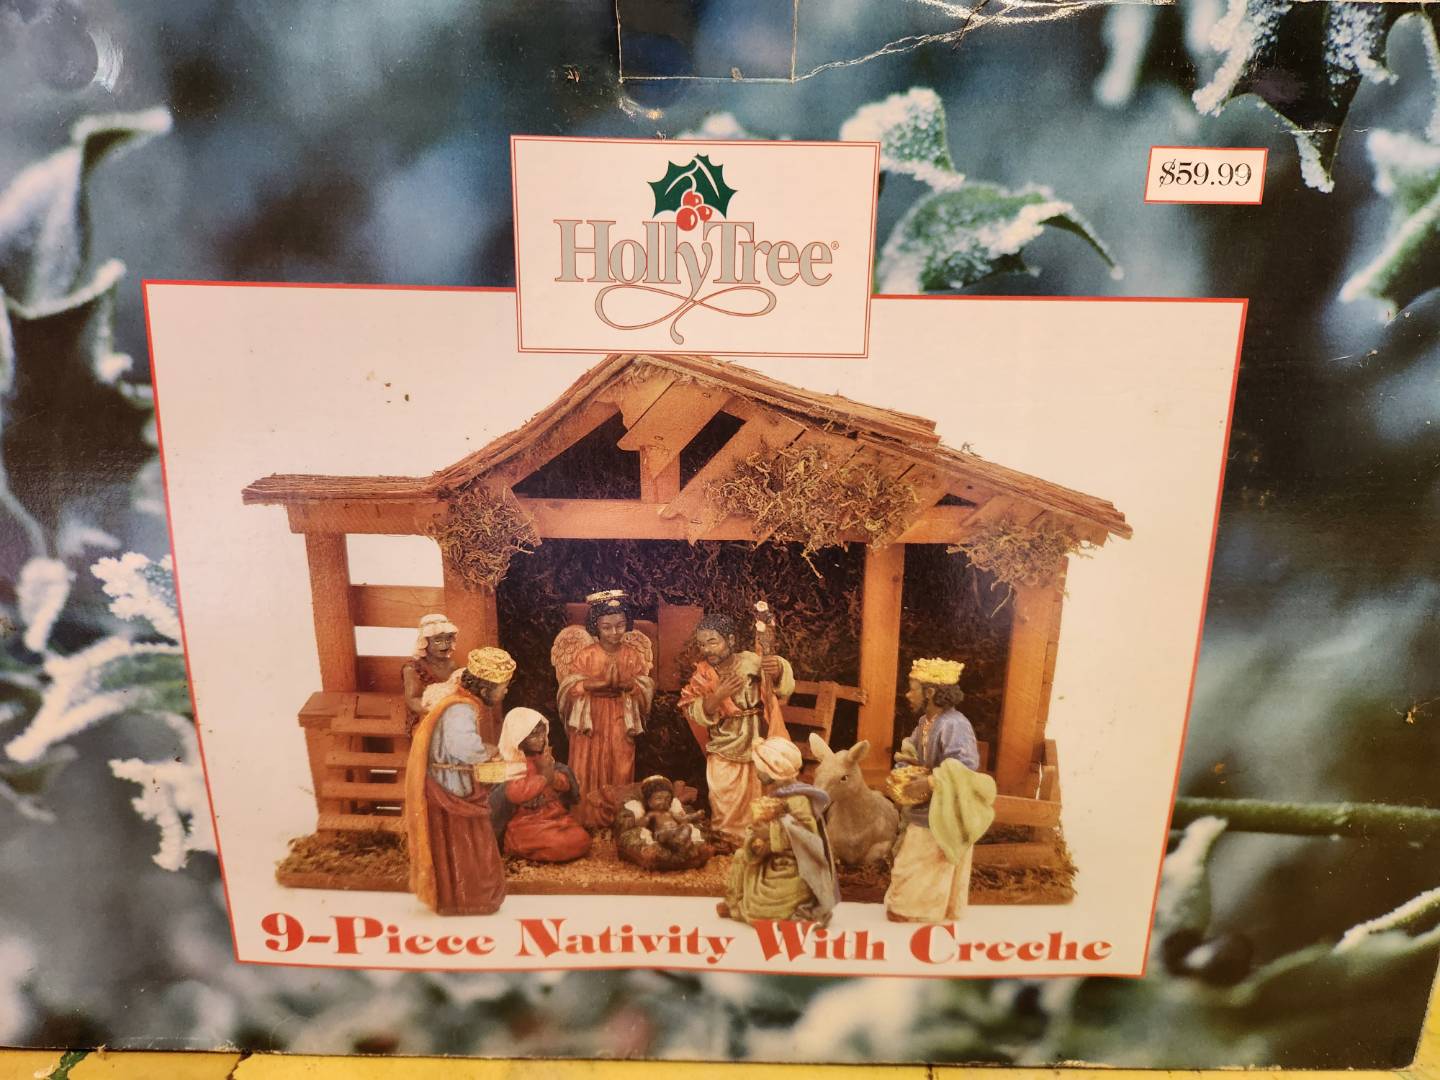 HollyTree®
$59.99
9-Piece Nativity With Creche